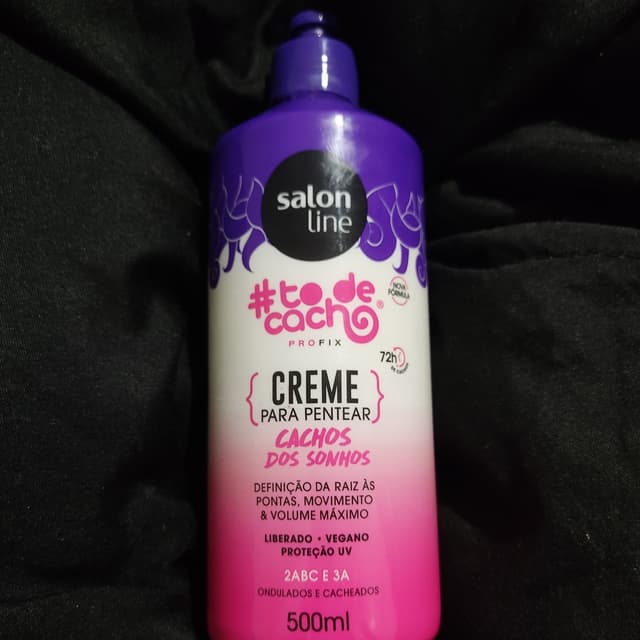 salon
line
#to de
cacho®
PROFIX
NOVA
FÓRMULA
72h
CREME
PARA PENTEAR
CACHOS
DOS SONHOS
DEFINIÇÃO DA RAIZ ÀS
PONTAS, MOVIMENTO
& VOLUME MÁXIMO
LIBERADO • VEGANO
PROTEÇÃO UV
2ABC E 3A
ONDULADOS E CACHEADOS
500ml